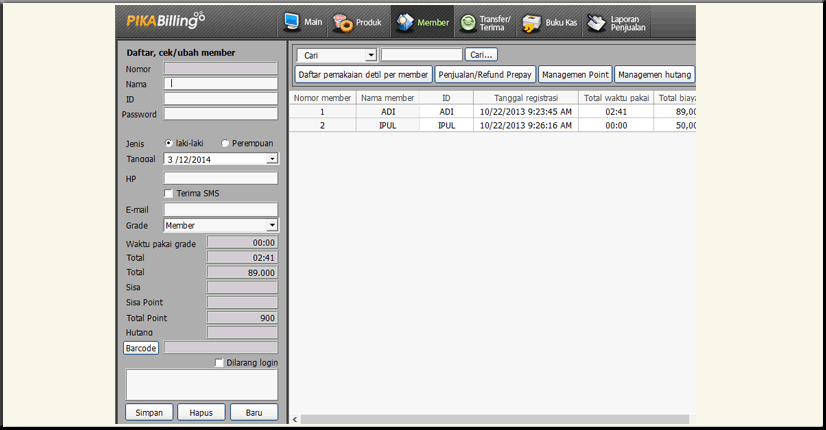 PIKABilling
Main
Produk
Member
Transfer/
Terima
Buku Kas
Laporan
Penjualan
Daftar, cek/ubah member
Nomor
Nama
ID
Password
Jenis laki-laki Perempuan
Tanggal 3 /12/2014
HP
Terima SMS
E-mail
Grade Member
Waktu pakai grade 00:00
Total 02:41
Total 89.000
Sisa
Sisa Point
Total Point 900
Hutang
Barcode
Dilarang login
Simpan Hapus Baru
Cari Cari...
Daftar pemakaian detil per member Penjualan/Refund Prepay Managemen Point Managemen hutang
Nomor member Nama member ID Tanggal registrasi Total waktu pakai Total biay
1 ADI ADI 10/22/2013 9:23:45 AM 02:41 89,00
2 IPUL IPUL 10/22/2013 9:26:16 AM 00:00 50,00